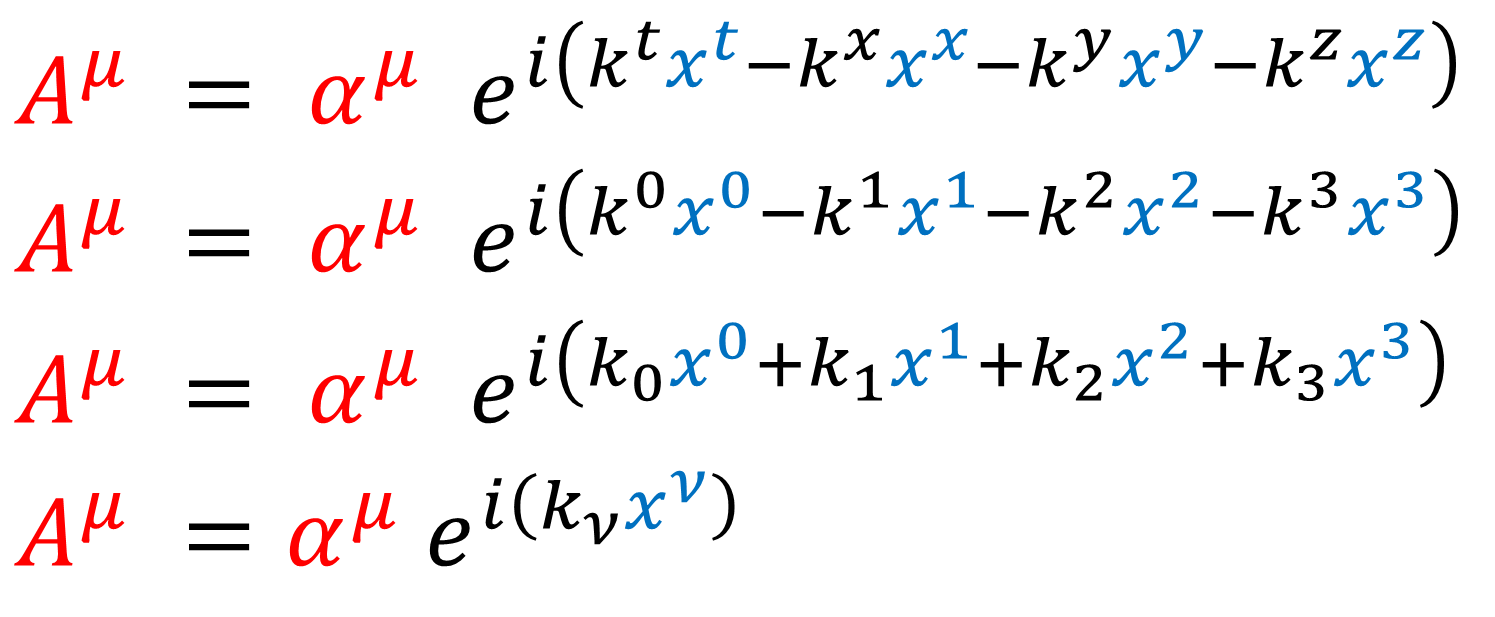 A^μ = α^μ e^{i(k^t x^t − k^x x^x − k^y x^y − k^z x^z)}
A^μ = α^μ e^{i(k^0 x^0 − k^1 x^1 − k^2 x^2 − k^3 x^3)}
A^μ = α^μ e^{i(k_0 x^0 + k_1 x^1 + k_2 x^2 + k_3 x^3)}
A^μ = α^μ e^{i(k_ν x^ν)}